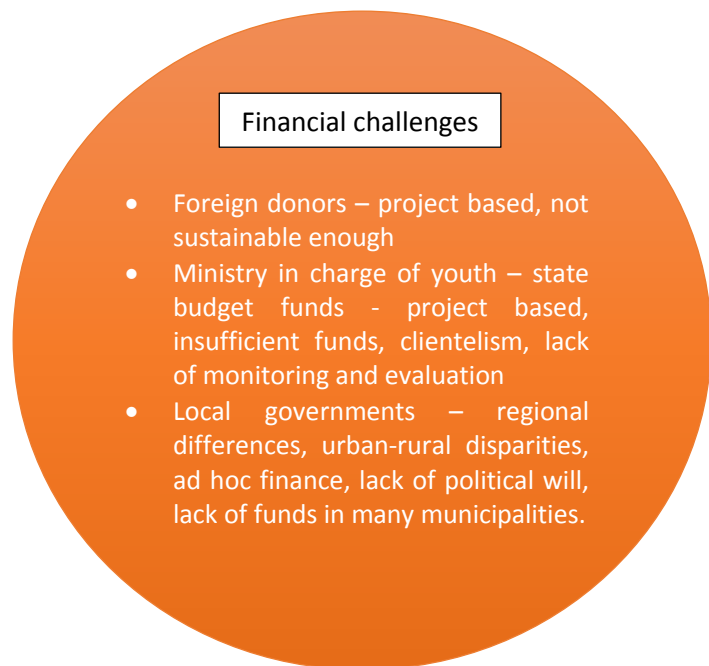 Financial challenges
• Foreign donors – project based, not
sustainable enough
• Ministry in charge of youth – state
budget funds - project based,
insufficient funds, clientelism, lack
of monitoring and evaluation
• Local governments – regional
differences, urban-rural disparities,
ad hoc finance, lack of political will,
lack of funds in many municipalities.